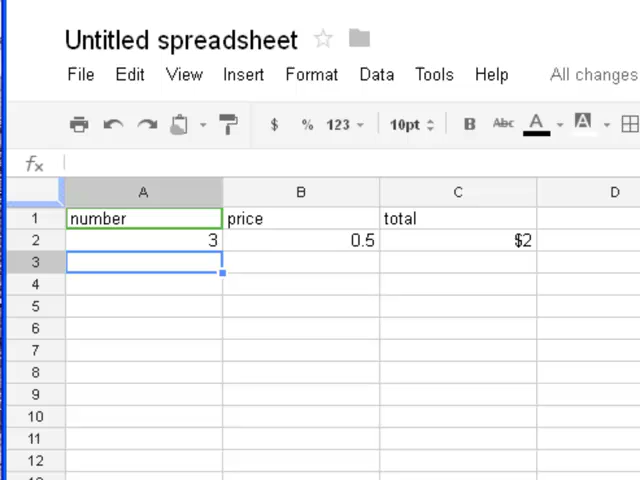 Untitled spreadsheet
File Edit View Insert Format Data Tools Help All changes
$ % 123 10pt B Abc A A
fx
A B C D
1 number price total
2 3 0.5 $2
3
4
5
6
7
8
9
10
11
12